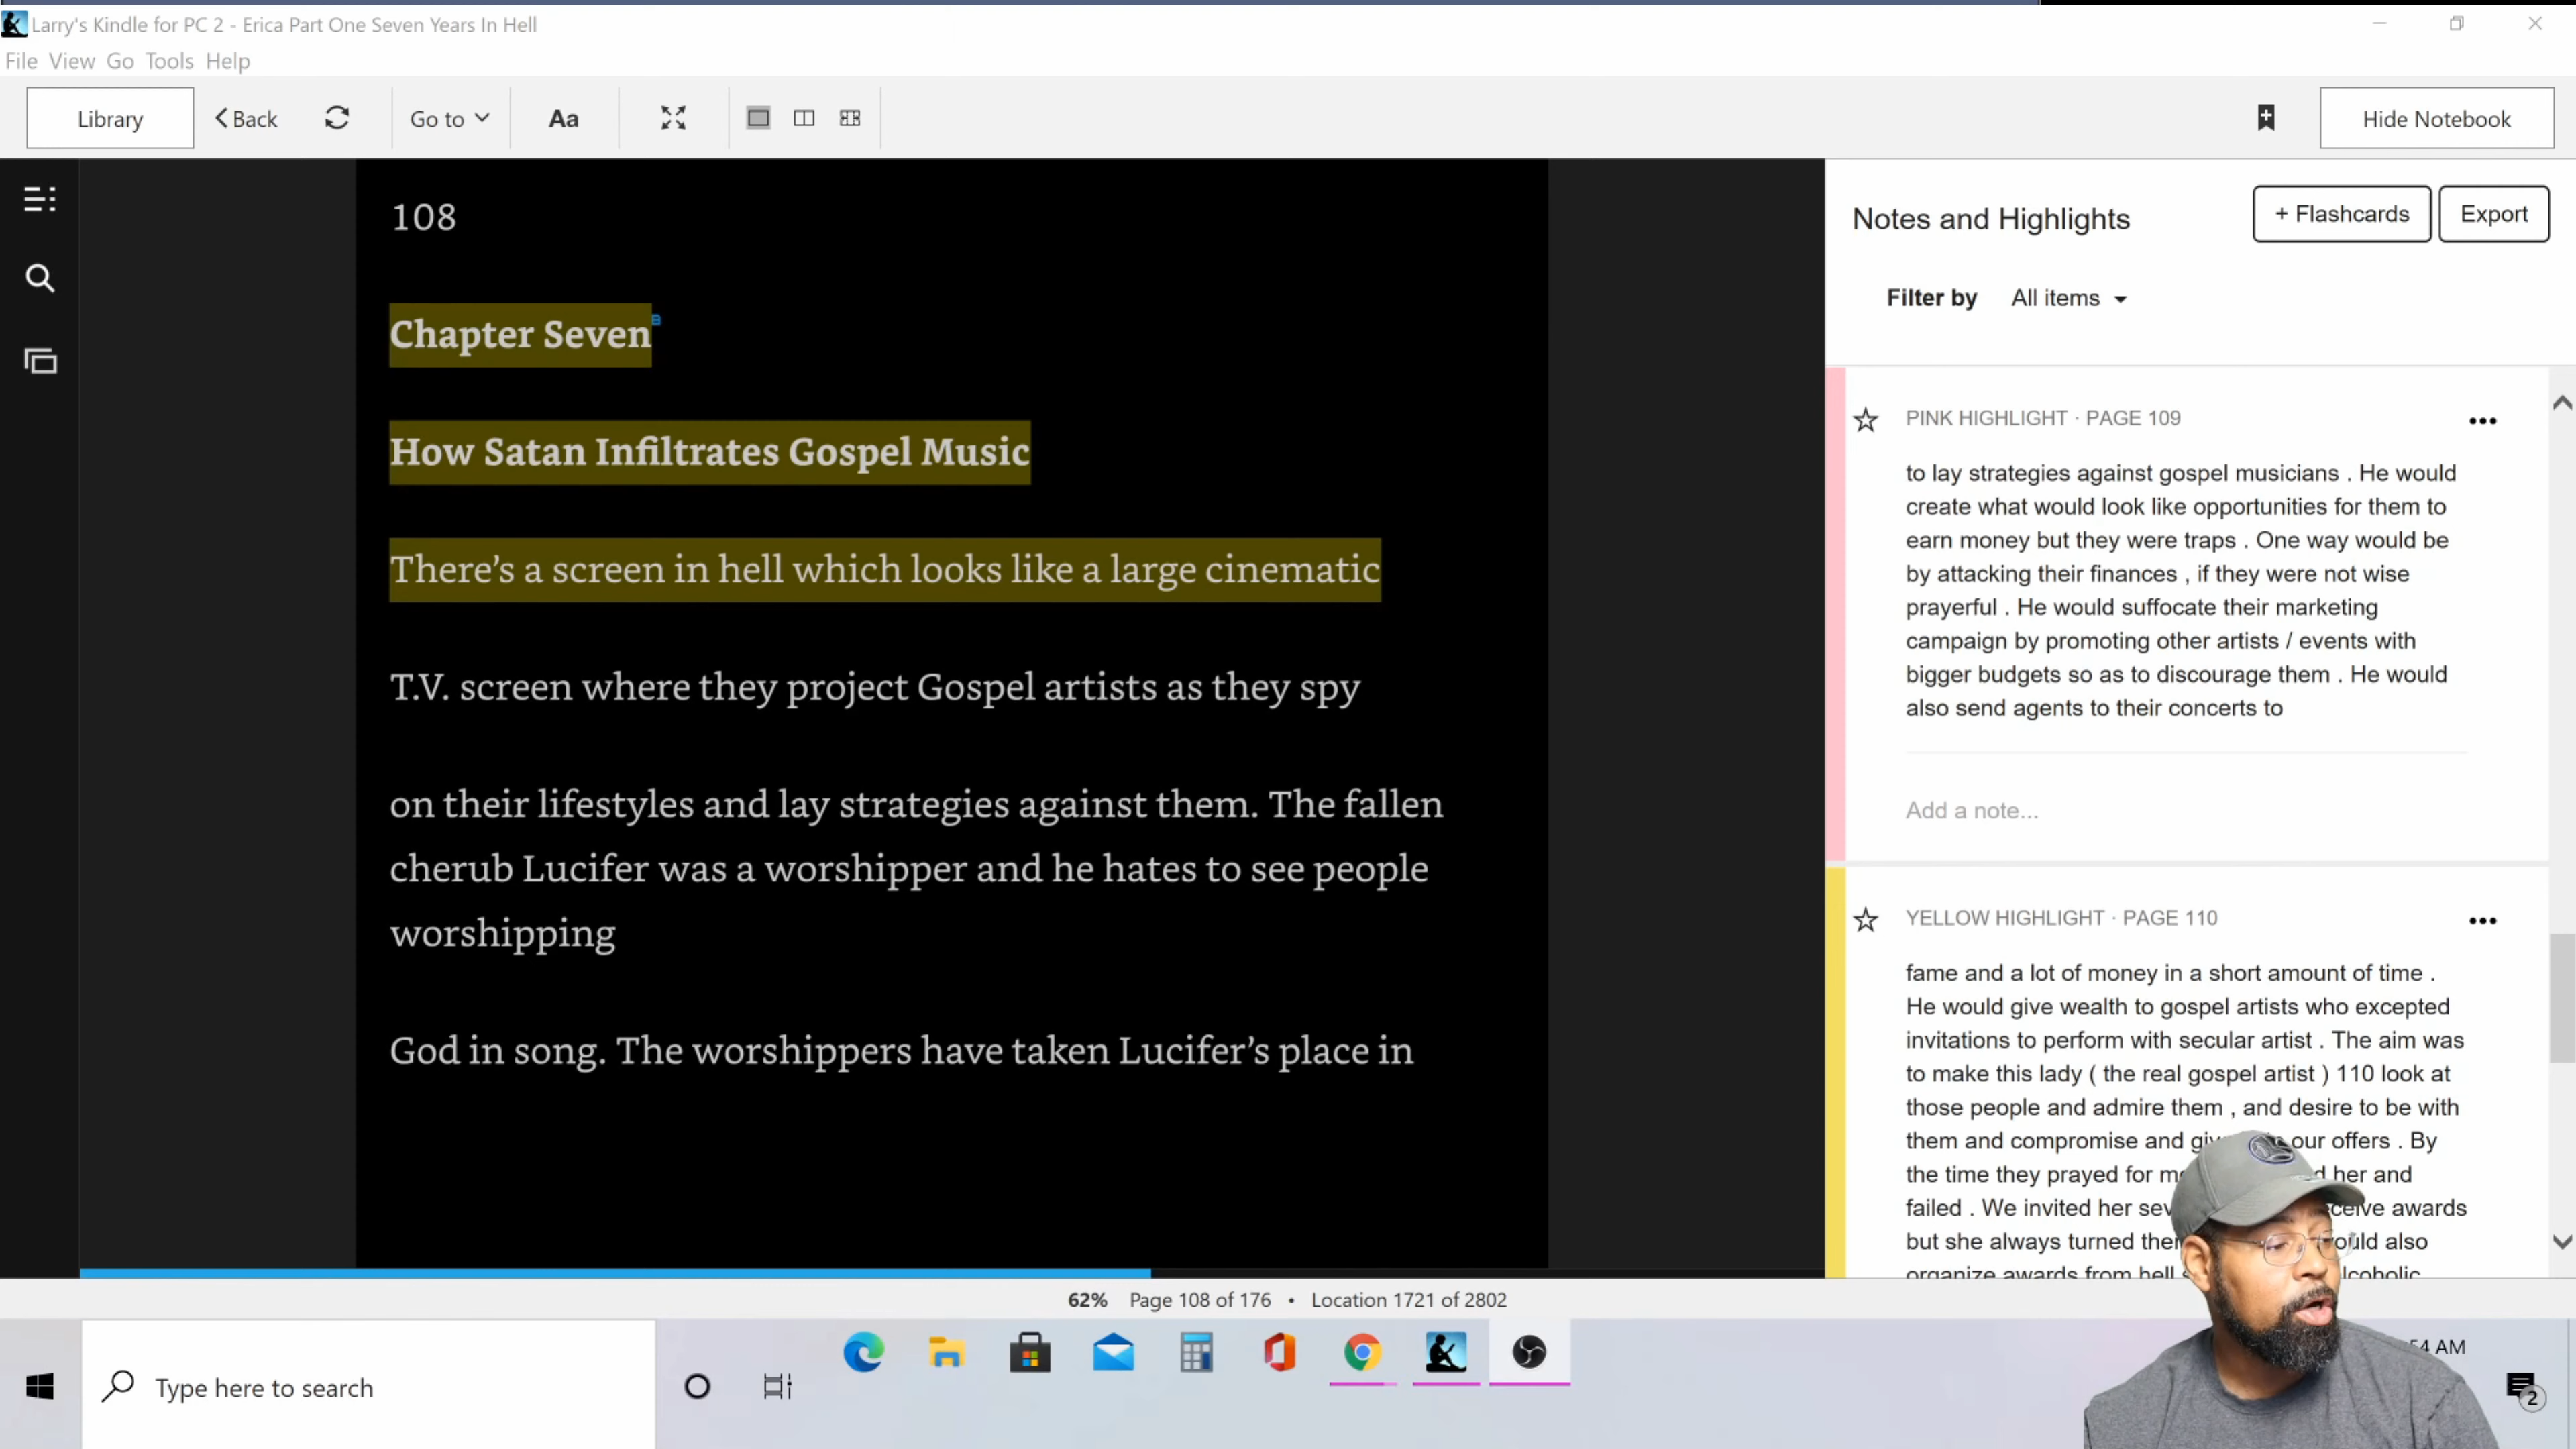 Larry's Kindle for PC 2 - Erica Part One Seven Years In Hell
File View Go Tools Help
Library
Back
Go to
Aa
Hide Notebook
108
Chapter Seven
How Satan Infiltrates Gospel Music
There's a screen in hell which looks like a large cinematic
T.V. screen where they project Gospel artists as they spy
on their lifestyles and lay strategies against them. The fallen
cherub Lucifer was a worshipper and he hates to see people
worshipping
God in song. The worshippers have taken Lucifer's place in
Notes and Highlights
+ Flashcards
Export
Filter by All items
PINK HIGHLIGHT · PAGE 109
to lay strategies against gospel musicians . He would
create what would look like opportunities for them to
earn money but they were traps . One way would be
by attacking their finances , if they were not wise
prayerful . He would suffocate their marketing
campaign by promoting other artists / events with
bigger budgets so as to discourage them . He would
also send agents to their concerts to
Add a note...
YELLOW HIGHLIGHT · PAGE 110
fame and a lot of money in a short amount of time .
He would give wealth to gospel artists who excepted
invitations to perform with secular artist . The aim was
to make this lady ( the real gospel artist ) 110 look at
those people and admire them , and desire to be with
them and compromise and our offers . By
the time they prayed for her and
failed . We invited her awards
but she always turned also
organize awards from hell
62% Page 108 of 176 • Location 1721 of 2802
Type here to search
AM
2